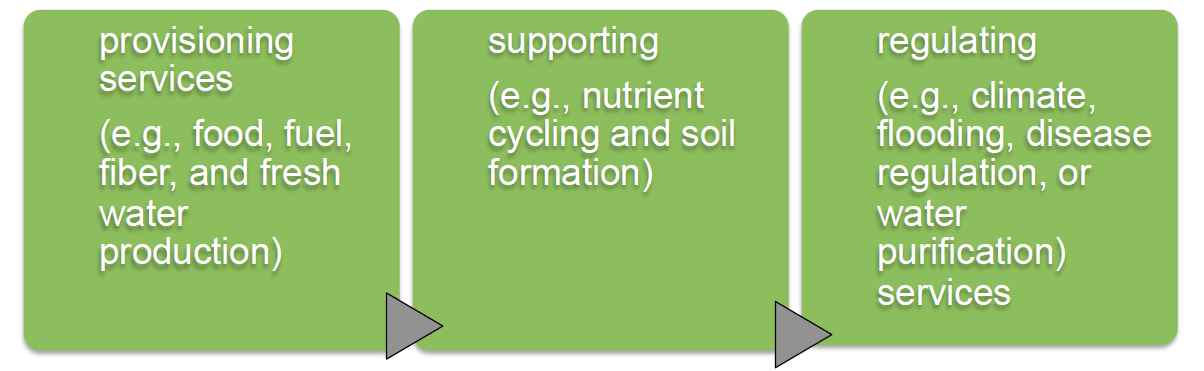 provisioning
services
(e.g., food, fuel,
fiber, and fresh
water
production)
supporting
(e.g., nutrient
cycling and soil
formation)
regulating
(e.g., climate,
flooding, disease
regulation, or
water
purification)
services